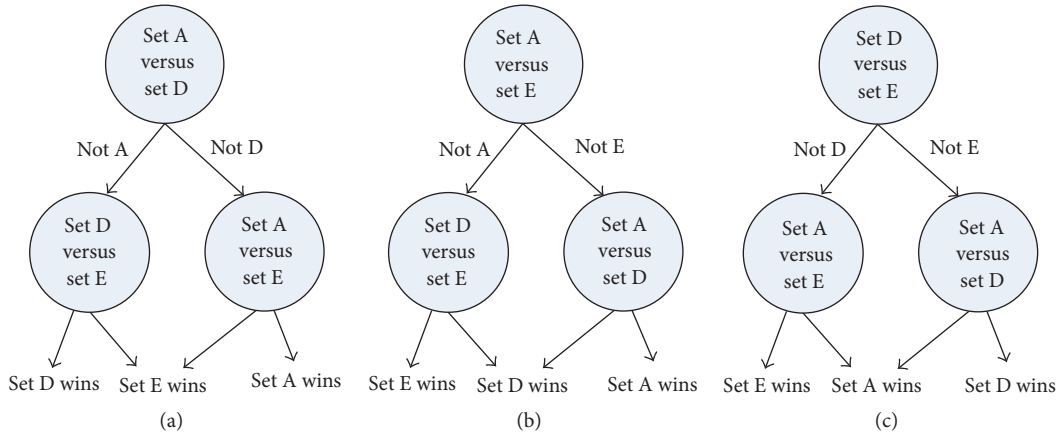 Set A
versus
set D
Not A
Not D
Set D
versus
set E
Set A
versus
set E
Set D wins
Set E wins
Set A wins
(a)
Set A
versus
set E
Not A
Not E
Set D
versus
set E
Set A
versus
set D
Set E wins
Set D wins
Set A wins
(b)
Set D
versus
set E
Not D
Not E
Set A
versus
set E
Set A
versus
set D
Set E wins
Set A wins
Set D wins
(c)